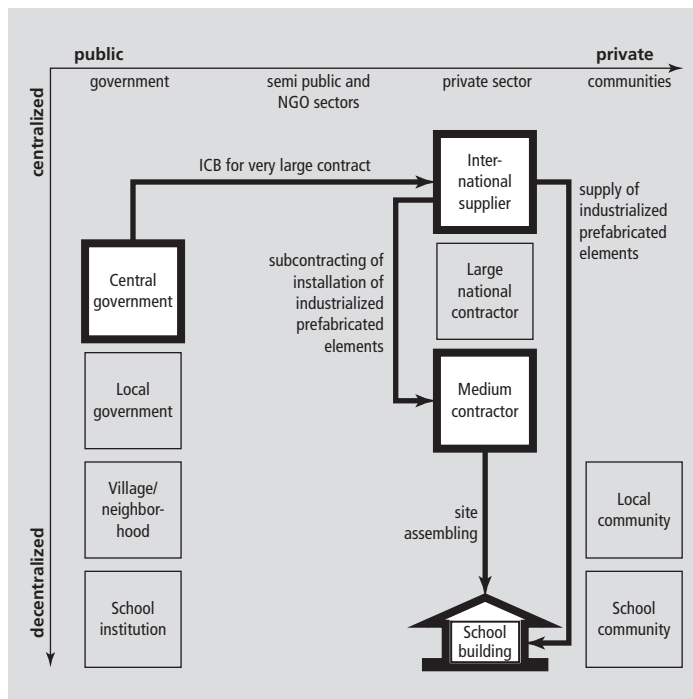 public
private
government
semi public and
NGO sectors
private sector
communities
centralized
decentralized
ICB for very large contract
Inter-
national
supplier
supply of
industrialized
prefabricated
elements
Central
government
subcontracting of
installation of
industrialized
prefabricated
elements
Large
national
contractor
Local
government
Medium
contractor
Village/
neighbor-
hood
site
assembling
Local
community
School
institution
School
building
School
community